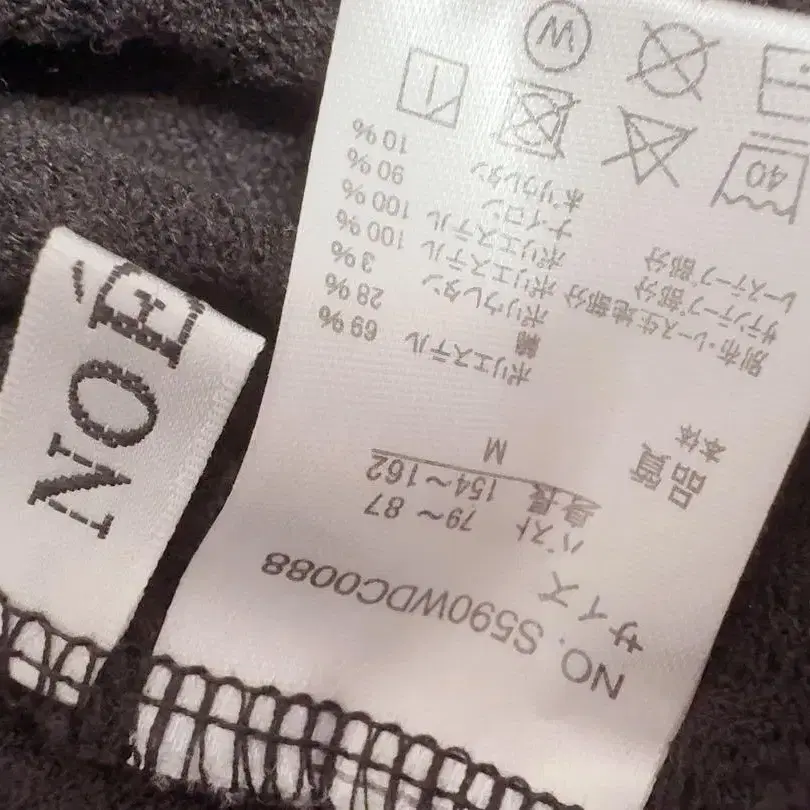 NO. S590WDC0088
サイズ
バスト 79〜87
身長 154〜162
M
品質
本体 ポリエステル 69%
綿 28%
ポリウレタン 3%
別布・レース生地部分 ポリエステル 100%
サテンテープ部分 ポリエステル 100%
レーステープ部分 ナイロン 90%
ポリウレタン 10%
40
W
NOE